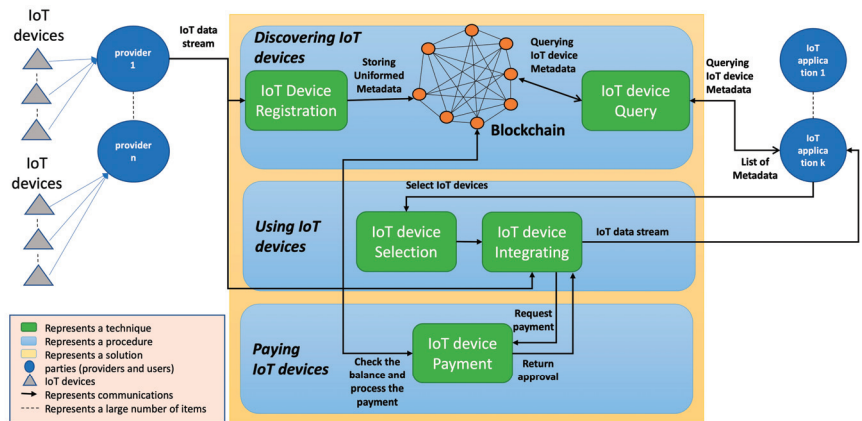 IoT
devices
provider
1
IoT data
stream
IoT
devices
provider
n
Discovering IoT
devices
IoT Device
Registration
Storing
Uniformed
Metadata
Blockchain
Querying
IoT device
Metadata
IoT device
Query
Querying
IoT device
Metadata
List of
Metadata
IoT
applica
tion 1
IoT
applica
tion k
Using IoT
devices
Select IoT devices
IoT device
Selection
IoT device
Integrating
IoT data stream
Paying
IoT devices
Check the
balance and
process the
payment
IoT device
Payment
Request
payment
Return
approval
Represents a technique
Represents a procedure
Represents a solution
parties (providers and users)
IoT devices
Represents communications
Represents a large number of items